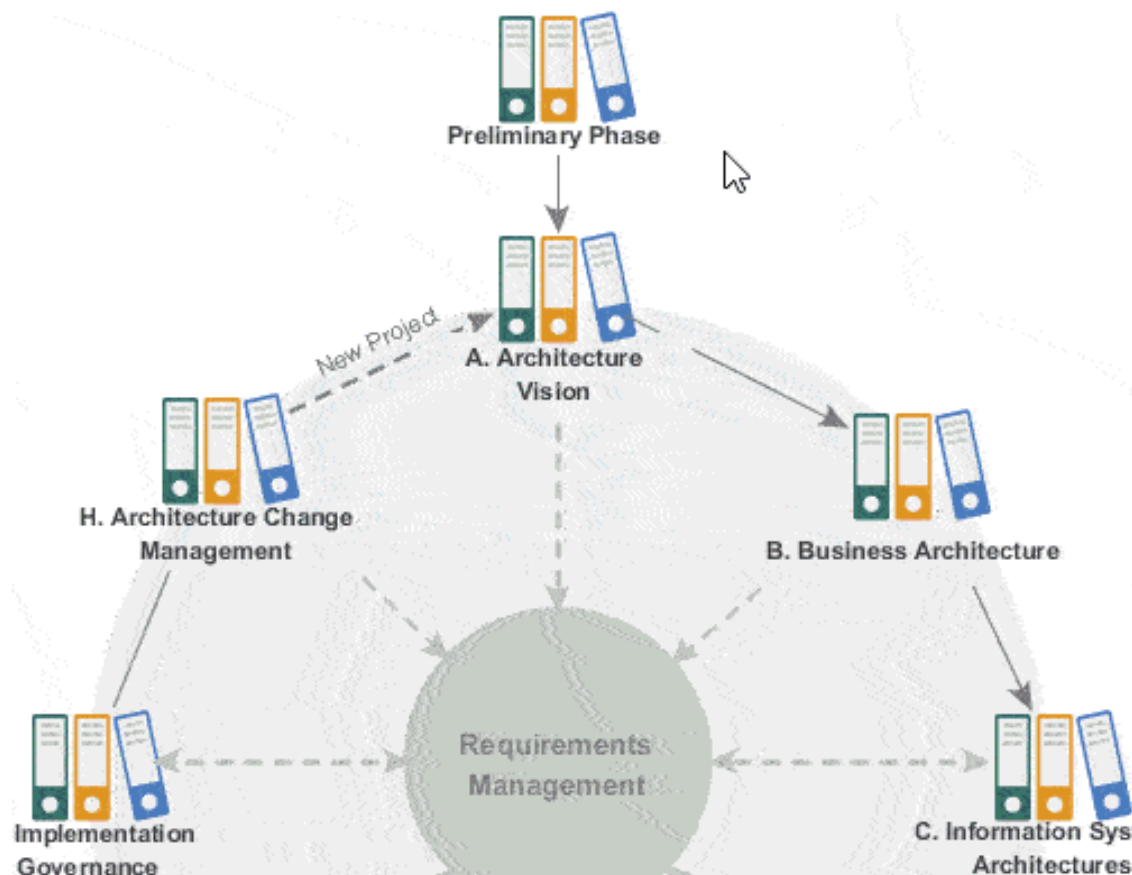 Preliminary Phase
New Project
A. Architecture
Vision
H. Architecture Change
Management
B. Business Architecture
Requirements
Management
Implementation
Governance
C. Information Sys
Architectures